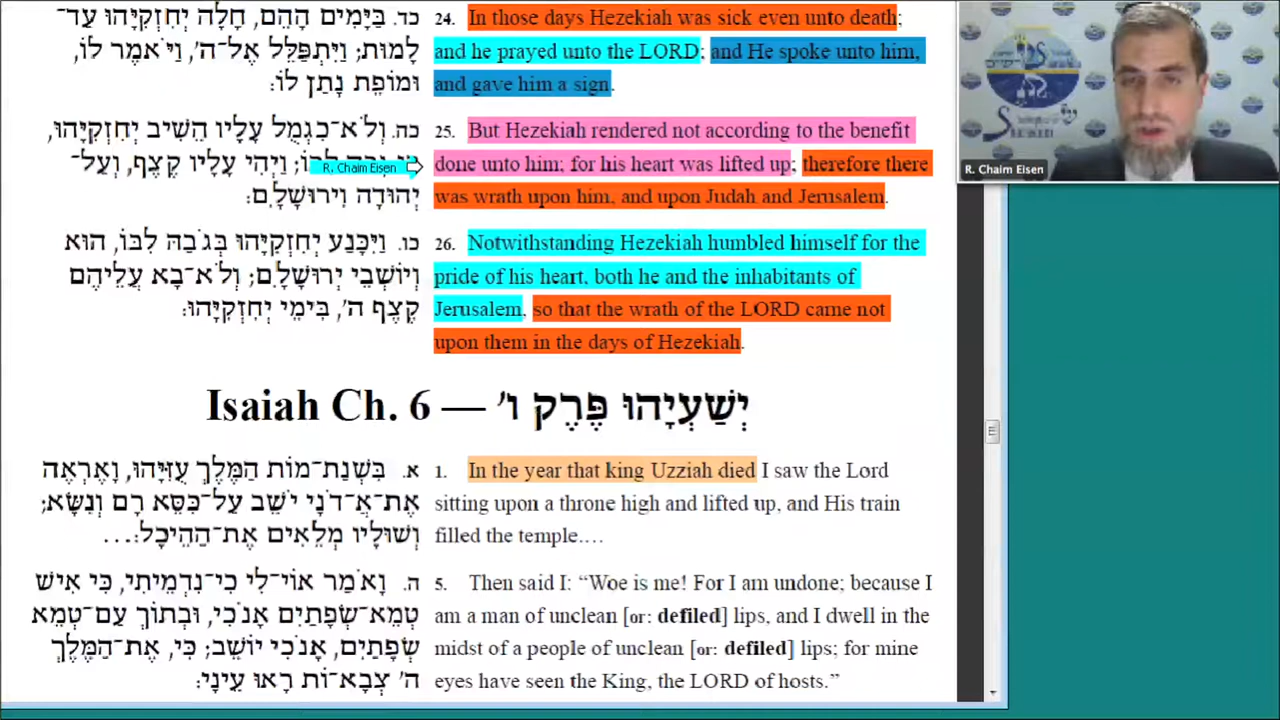 כד. בַּיָּמִים הָהֵם, חָלָה יְחִזְקִיָּהוּ עַד־
לָמוּת; וַיִּתְפַּלֵּל אֶל־ה׳, וַיֹּאמֶר לוֹ,
וּמוֹפֵת נָתַן לוֹ:
24. In those days Hezekiah was sick even unto death;
and he prayed unto the LORD; and He spoke unto him,
and gave him a sign.
כה. וְלֹא־כִגְמֻל עָלָיו הֵשִׁיב יְחִזְקִיָּהוּ,
וַיְהִי עָלָיו קֶצֶף, וְעַל־
יְהוּדָה וִירוּשָׁלָ͏ִם:
25. But Hezekiah rendered not according to the benefit
done unto him; for his heart was lifted up; therefore there
was wrath upon him, and upon Judah and Jerusalem.
R. Chaim Eisen
כו. וַיִּכָּנַע יְחִזְקִיָּהוּ בְּגֹבַהּ לִבּוֹ, הוּא
וְיוֹשְׁבֵי יְרוּשָׁלָ͏ִם; וְלֹא־בָא עֲלֵיהֶם
קֶצֶף ה׳, בִּימֵי יְחִזְקִיָּהוּ:
26. Notwithstanding Hezekiah humbled himself for the
pride of his heart, both he and the inhabitants of
Jerusalem, so that the wrath of the LORD came not
upon them in the days of Hezekiah.
Isaiah Ch. 6 — יְשַׁעְיָהוּ פֶּרֶק ו׳
א. בִּשְׁנַת־מוֹת הַמֶּלֶךְ עֻזִּיָּהוּ, וָאֶרְאֶה
אֶת־אֲ־דֹנָי יֹשֵׁב עַל־כִּסֵּא רָם וְנִשָּׂא;
וְשׁוּלָיו מְלֵאִים אֶת־הַהֵיכָל:…
1. In the year that king Uzziah died I saw the Lord
sitting upon a throne high and lifted up, and His train
filled the temple.…
ה. וָאֹמַר אוֹי־לִי כִי־נִדְמֵיתִי, כִּי אִישׁ
טְמֵא־שְׂפָתַיִם אָנֹכִי, וּבְתוֹךְ עַם־טְמֵא
שְׂפָתַיִם, אָנֹכִי יוֹשֵׁב; כִּי, אֶת־הַמֶּלֶךְ
ה׳ צְבָא־וֹת רָאוּ עֵינָי:
5. Then said I: “Woe is me! For I am undone; because I
am a man of unclean [or: defiled] lips, and I dwell in the
midst of a people of unclean [or: defiled] lips; for mine
eyes have seen the King, the LORD of hosts.”
R. Chaim Eisen